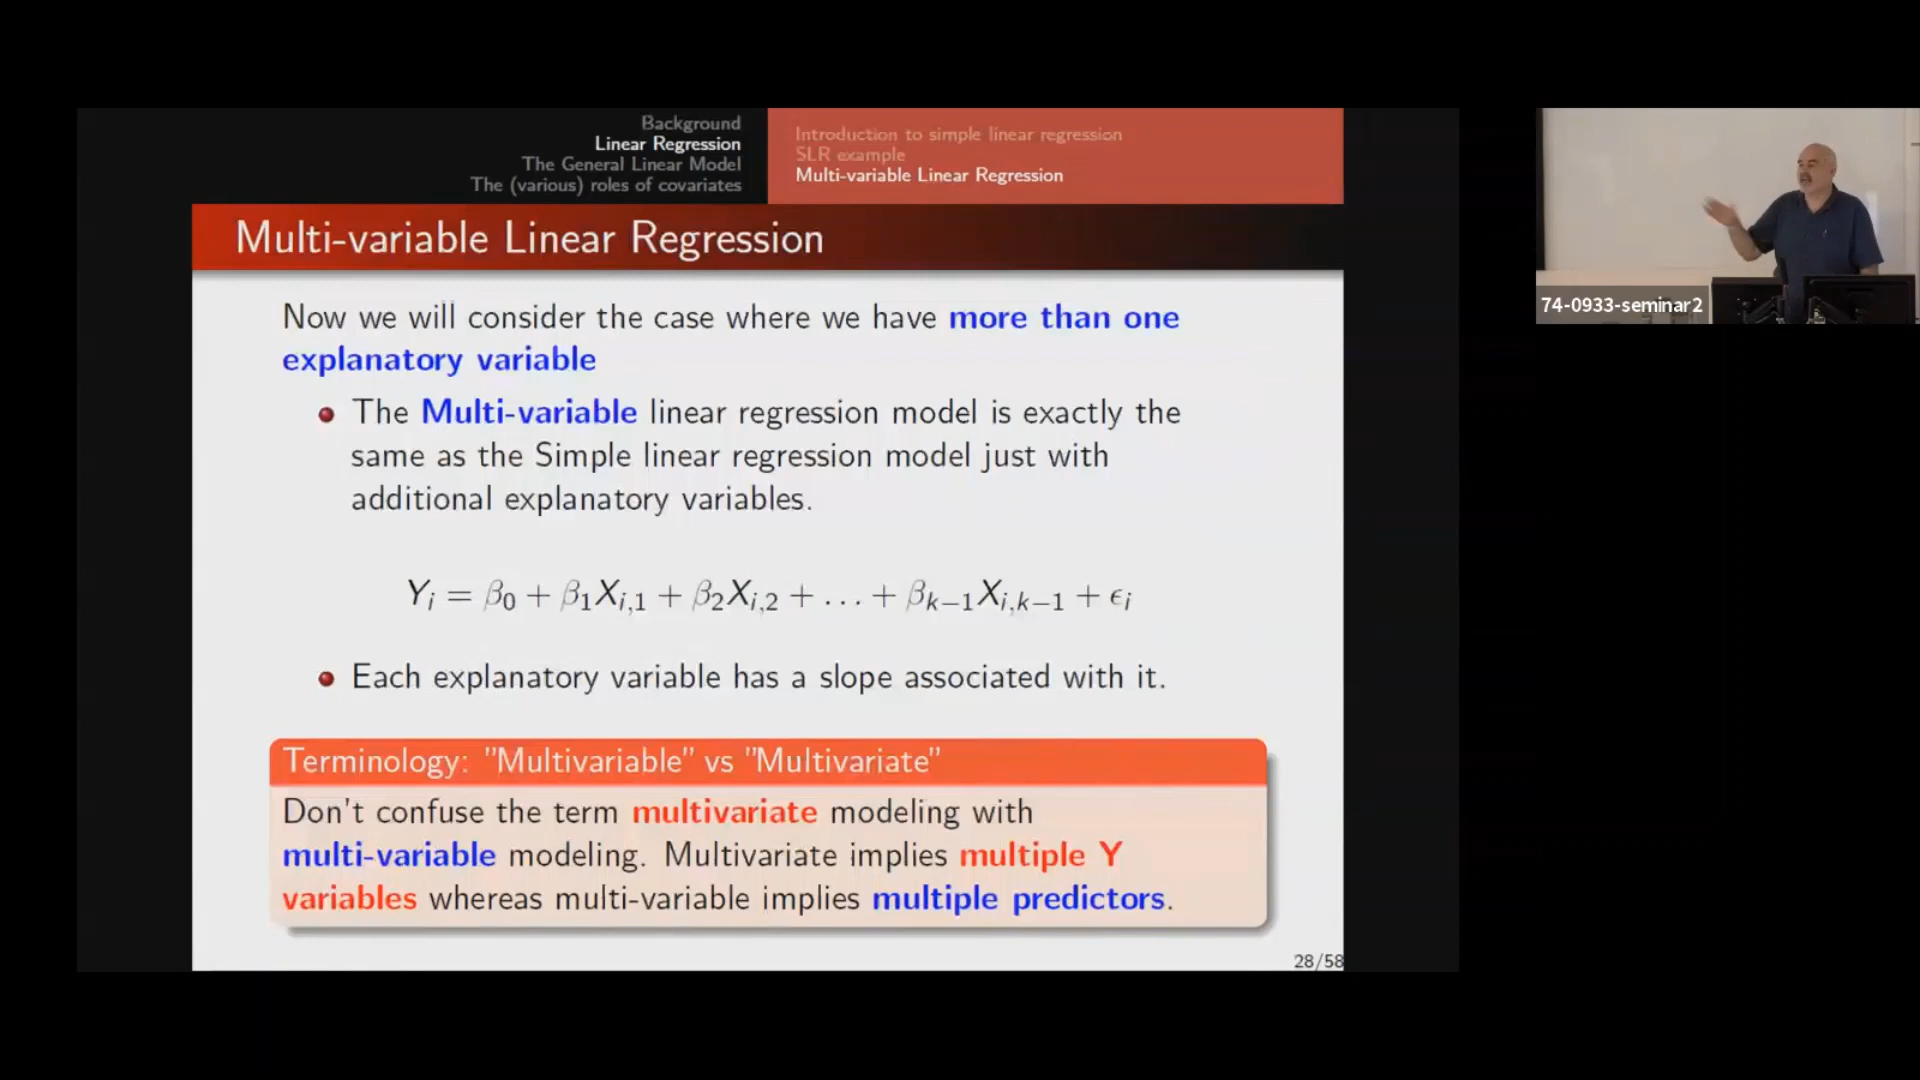 Background
Linear Regression
The General Linear Model
The (various) roles of covariates
Introduction to simple linear regression
SLR example
Multi-variable Linear Regression
Multi-variable Linear Regression
Now we will consider the case where we have more than one
explanatory variable
The Multi-variable linear regression model is exactly the
same as the Simple linear regression model just with
additional explanatory variables.
Yᵢ = β₀ + β₁Xᵢ,₁ + β₂Xᵢ,₂ + … + βₖ₋₁Xᵢ,ₖ₋₁ + ϵᵢ
Each explanatory variable has a slope associated with it.
Terminology: "Multivariable" vs "Multivariate"
Don't confuse the term multivariate modeling with
multi-variable modeling. Multivariate implies multiple Y
variables whereas multi-variable implies multiple predictors.
28/58
74-0933-seminar2